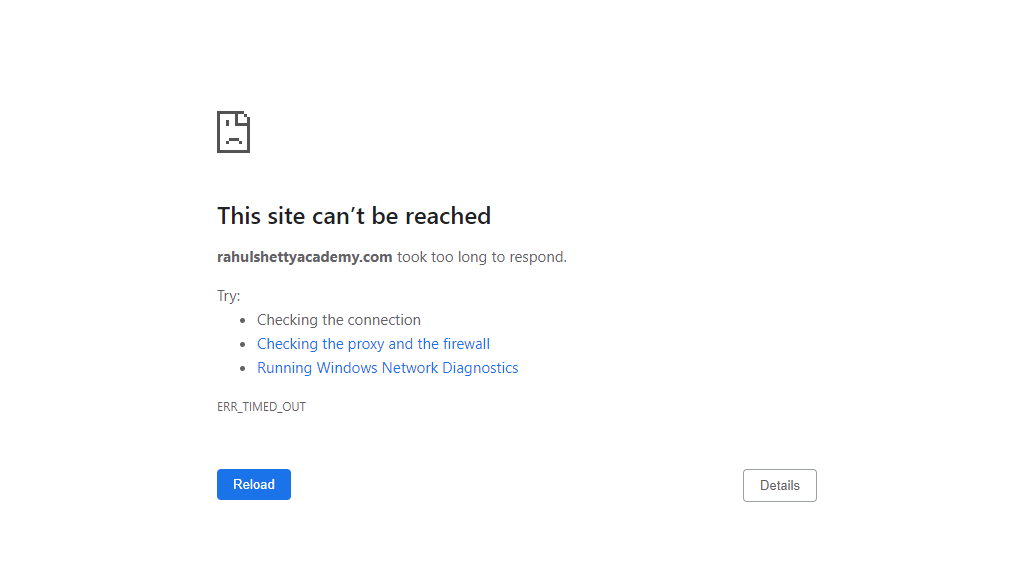 This site can’t be reached
rahulshettyacademy.com took too long to respond.
Try:
• Checking the connection
• Checking the proxy and the firewall
• Running Windows Network Diagnostics
ERR_TIMED_OUT
Reload
Details